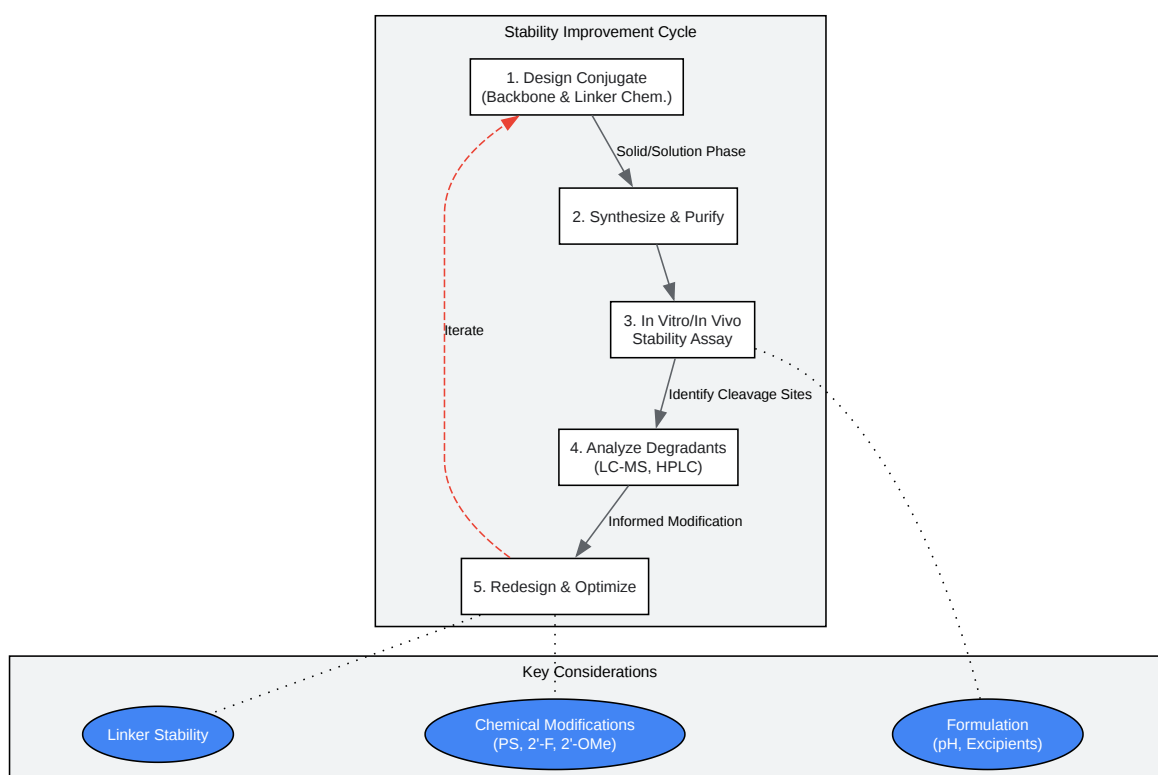 Stability Improvement Cycle
1. Design Conjugate
(Backbone & Linker Chem.)
Solid/Solution Phase
2. Synthesize & Purify
3. In Vitro/In Vivo
Stability Assay
Iterate
Identify Cleavage Sites
4. Analyze Degradants
(LC-MS, HPLC)
Informed Modification
5. Redesign & Optimize
Key Considerations
Linker Stability
Chemical Modifications
(PS, 2'-F, 2'-OMe)
Formulation
(pH, Excipients)